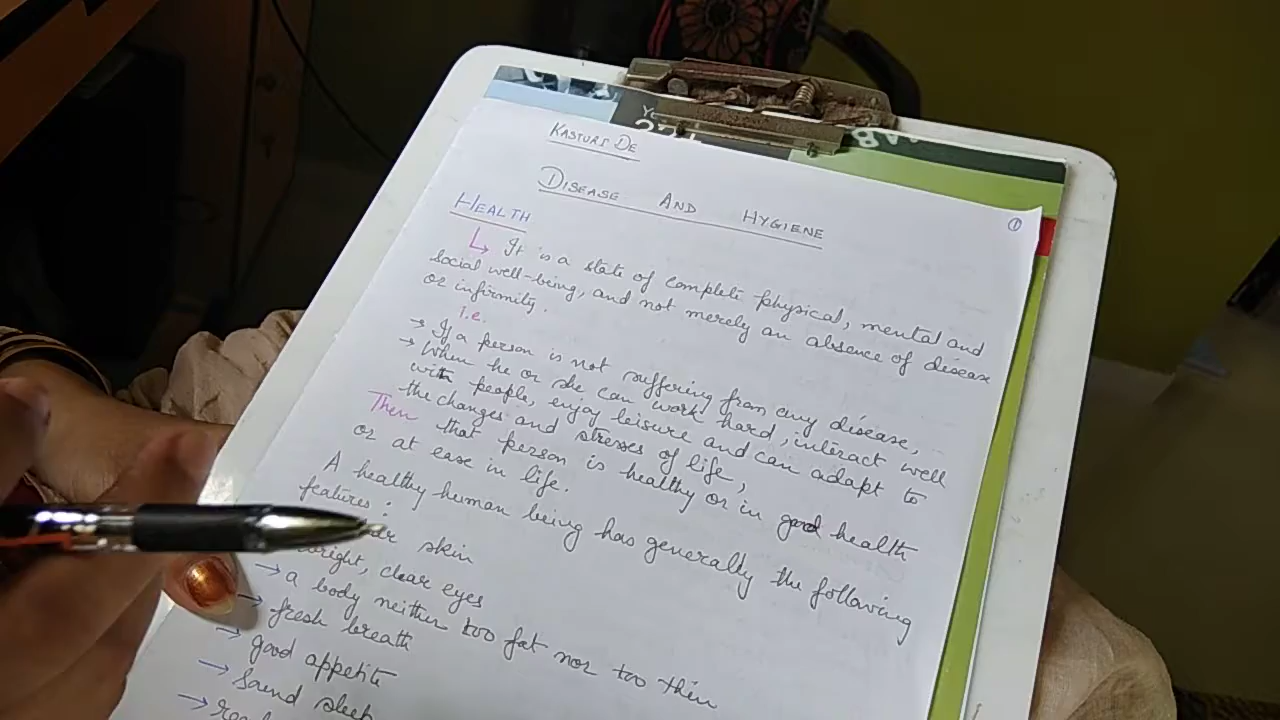 KASTURI DE
DISEASE AND HYGIENE
①
HEALTH
↳ It is a state of complete physical, mental and
social well-being, and not merely an absence of disease
or infirmity.
i.e.
→ If a person is not suffering from any disease,
→ When he or she can work hard, interact well
with people, enjoy leisure and can adapt to
the changes and stresses of life,
Then that person is healthy or in good health
or at ease in life.
A healthy human being has generally the following
features:
skin
bright, clear eyes
→ a body neither too fat nor too thin
→ fresh breath
→ good appetite
→ Sound sleep
→